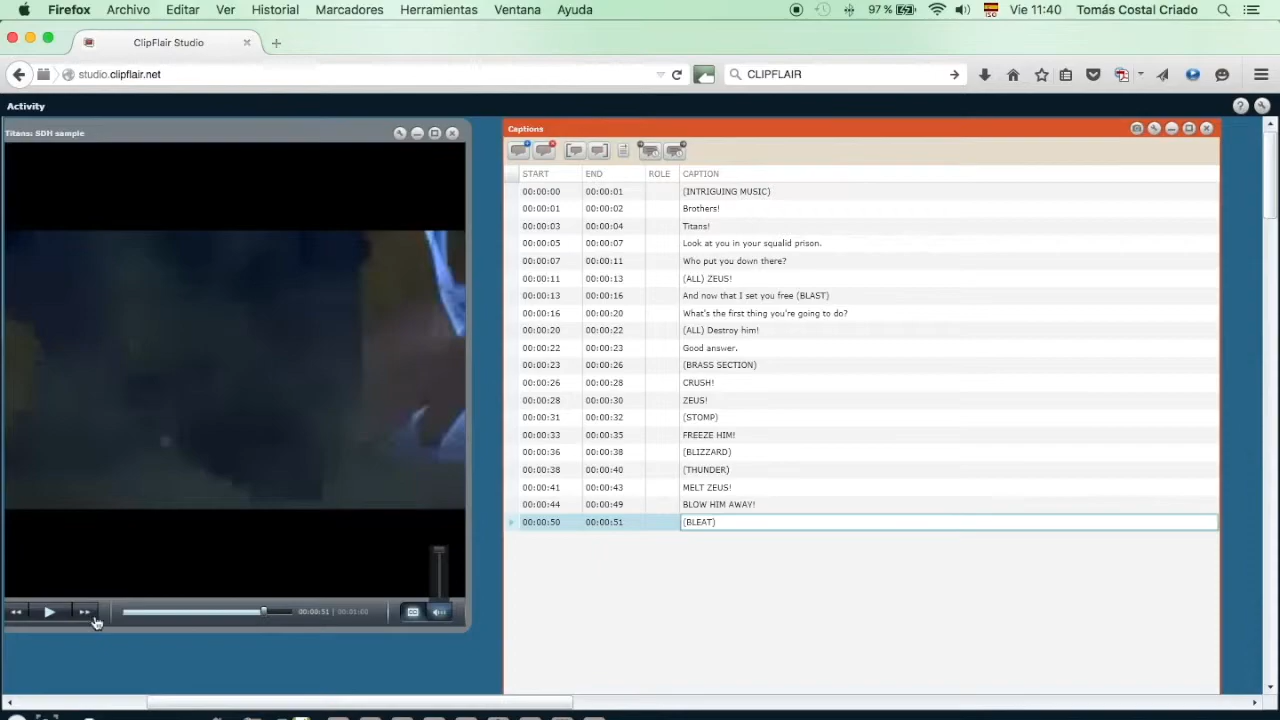 Firefox Archivo Editar Ver Historial Marcadores Herramientas Ventana Ayuda 97 % ISO Vie 11:40 Tomás Costal Criado
ClipFlair Studio
studio.clipflair.net CLIPFLAIR
Activity
Titans: SDH sample
Captions
START END ROLE CAPTION
00:00:00 00:00:01 (INTRIGUING MUSIC)
00:00:01 00:00:02 Brothers!
00:00:03 00:00:04 Titans!
00:00:05 00:00:07 Look at you in your squalid prison.
00:00:07 00:00:11 Who put you down there?
00:00:11 00:00:13 (ALL) ZEUS!
00:00:13 00:00:16 And now that I set you free (BLAST)
00:00:16 00:00:20 What's the first thing you're going to do?
00:00:20 00:00:22 (ALL) Destroy him!
00:00:22 00:00:23 Good answer.
00:00:23 00:00:26 (BRASS SECTION)
00:00:26 00:00:28 CRUSH!
00:00:28 00:00:30 ZEUS!
00:00:31 00:00:32 (STOMP)
00:00:33 00:00:35 FREEZE HIM!
00:00:36 00:00:38 (BLIZZARD)
00:00:38 00:00:40 (THUNDER)
00:00:41 00:00:43 MELT ZEUS!
00:00:44 00:00:49 BLOW HIM AWAY!
00:00:50 00:00:51 (BLEAT)
00:00:51 | 00:01:00